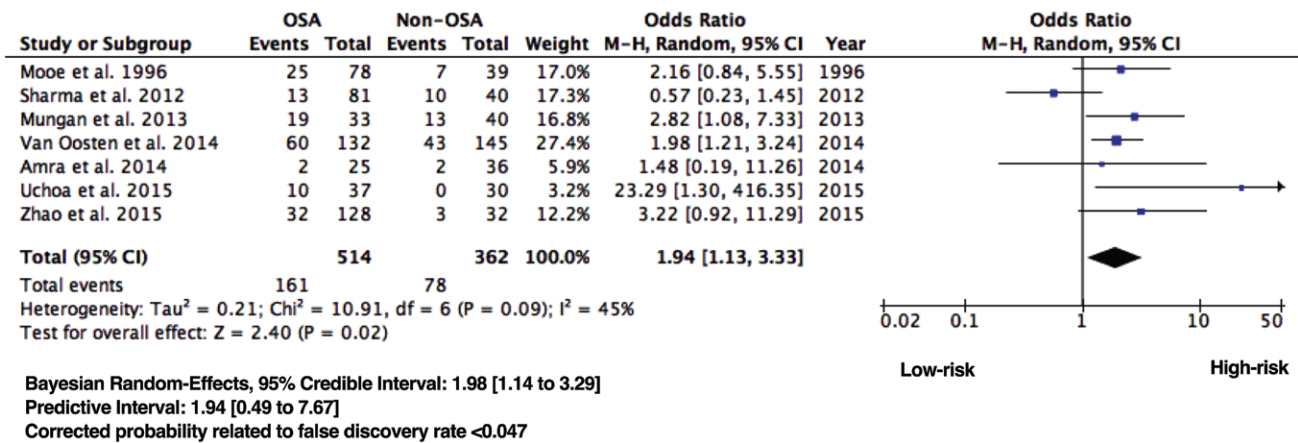 OSA Non-OSA Odds Ratio Odds Ratio
Study or Subgroup Events Total Events Total Weight M-H, Random, 95% CI Year M-H, Random, 95% CI
Mooe et al. 1996 25 78 7 39 17.0% 2.16 [0.84, 5.55] 1996
Sharma et al. 2012 13 81 10 40 17.3% 0.57 [0.23, 1.45] 2012
Mungan et al. 2013 19 33 13 40 16.8% 2.82 [1.08, 7.33] 2013
Van Oosten et al. 2014 60 132 43 145 27.4% 1.98 [1.21, 3.24] 2014
Amra et al. 2014 2 25 2 36 5.9% 1.48 [0.19, 11.26] 2014
Uchoa et al. 2015 10 37 0 30 3.2% 23.29 [1.30, 416.35] 2015
Zhao et al. 2015 32 128 3 32 12.2% 3.22 [0.92, 11.29] 2015
Total (95% CI) 514 362 100.0% 1.94 [1.13, 3.33]
Total events 161 78
Heterogeneity: Tau² = 0.21; Chi² = 10.91, df = 6 (P = 0.09); I² = 45%
Test for overall effect: Z = 2.40 (P = 0.02)
0.02 0.1 1 10 50
Low-risk High-risk
Bayesian Random-Effects, 95% Credible Interval: 1.98 [1.14 to 3.29]
Predictive Interval: 1.94 [0.49 to 7.67]
Corrected probability related to false discovery rate <0.047